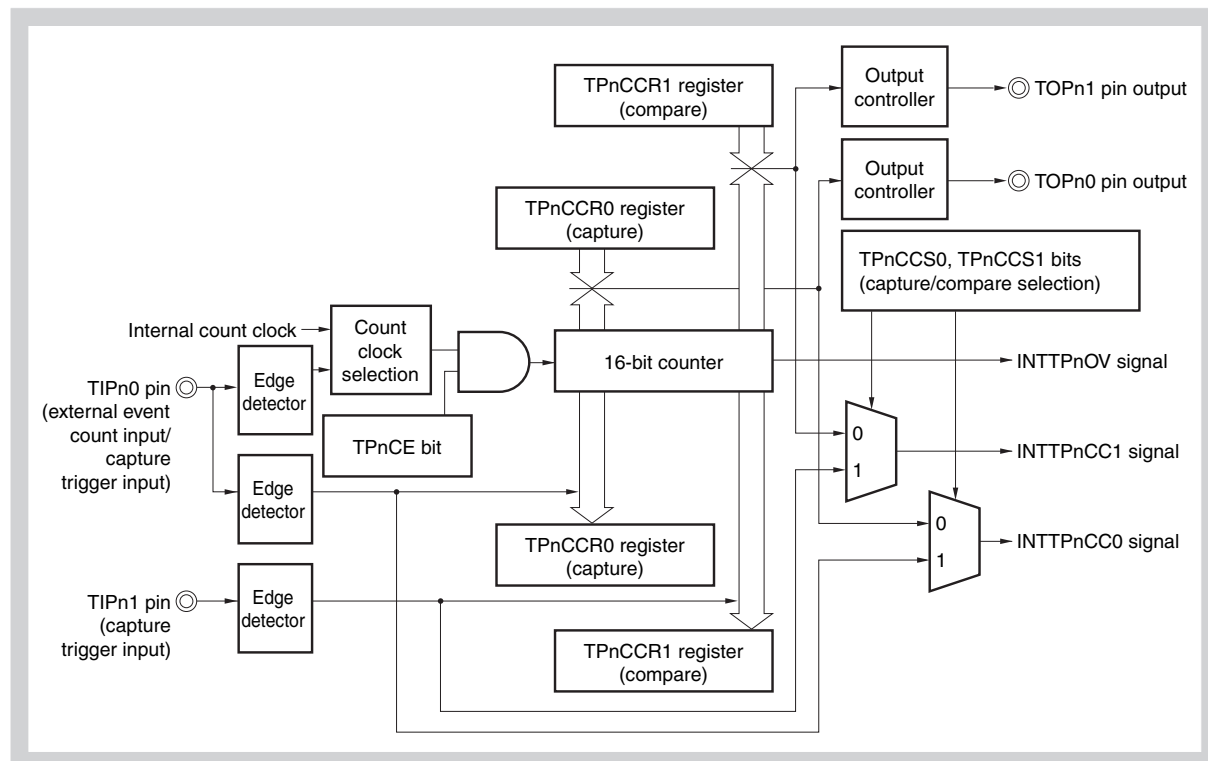 TPnCCR1 register
(compare)
Output
controller
TOPn1 pin output
Output
controller
TOPn0 pin output
TPnCCR0 register
(capture)
TPnCCS0, TPnCCS1 bits
(capture/compare selection)
Internal count clock
Count
clock
selection
16-bit counter
INTTPnOV signal
TIPn0 pin
(external event
count input/
capture
trigger input)
Edge
detector
TPnCE bit
0
1
INTTPnCC1 signal
Edge
detector
TPnCCR0 register
(capture)
0
1
INTTPnCC0 signal
TIPn1 pin
(capture
trigger input)
Edge
detector
TPnCCR1 register
(compare)